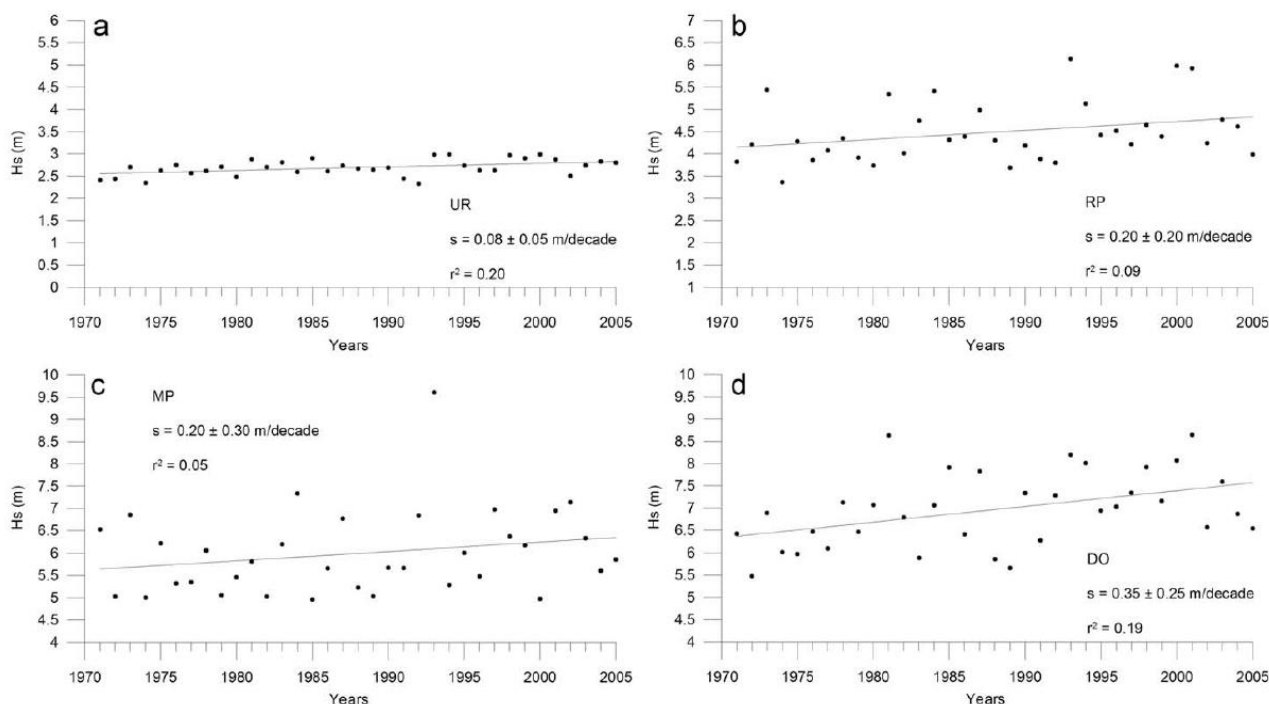 a
6
5.5
5
4.5
4
3.5
3
2.5
2
1.5
1
0.5
0
Hs (m)
UR
s = 0.08 ± 0.05 m/decade
r² = 0.20
1970 1975 1980 1985 1990 1995 2000 2005
Years
b
7
6.5
6
5.5
5
4.5
4
3.5
3
2.5
2
1.5
1
Hs (m)
RP
s = 0.20 ± 0.20 m/decade
r² = 0.09
1970 1975 1980 1985 1990 1995 2000 2005
Years
c
10
9.5
9
8.5
8
7.5
7
6.5
6
5.5
5
4.5
4
Hs (m)
MP
s = 0.20 ± 0.30 m/decade
r² = 0.05
1970 1975 1980 1985 1990 1995 2000 2005
Years
d
10
9.5
9
8.5
8
7.5
7
6.5
6
5.5
5
4.5
4
Hs (m)
DO
s = 0.35 ± 0.25 m/decade
r² = 0.19
1970 1975 1980 1985 1990 1995 2000 2005
Years